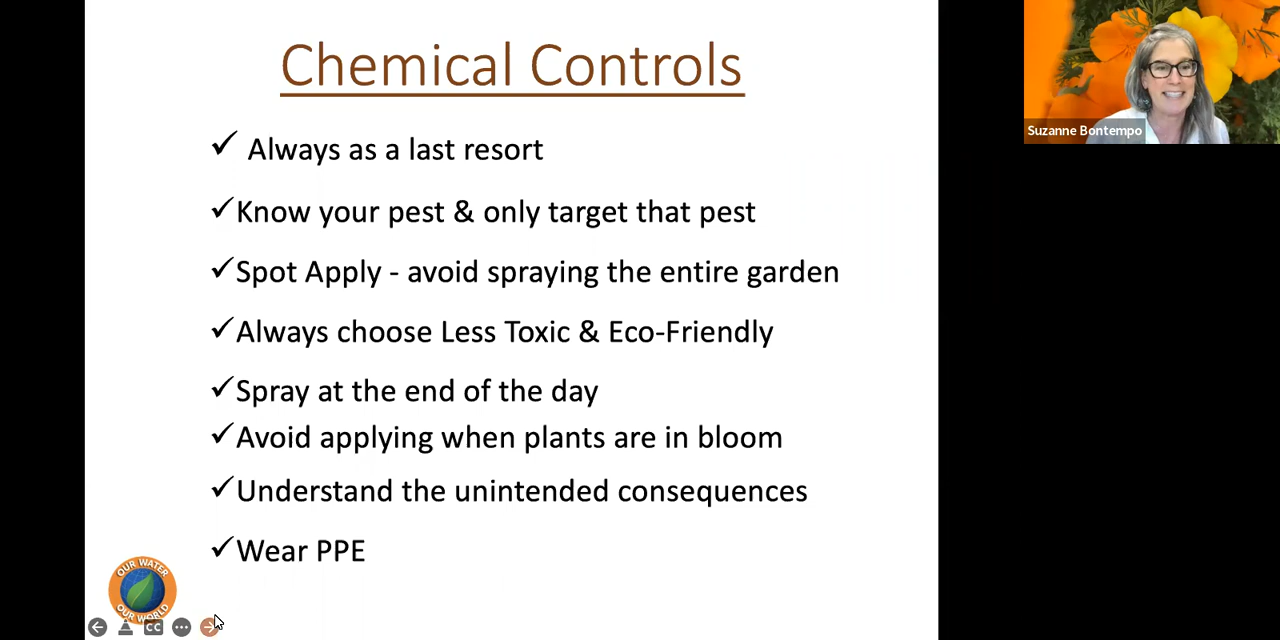 Chemical Controls
Suzanne Bontempo
✓ Always as a last resort
✓Know your pest & only target that pest
✓Spot Apply - avoid spraying the entire garden
✓Always choose Less Toxic & Eco-Friendly
✓Spray at the end of the day
✓Avoid applying when plants are in bloom
✓Understand the unintended consequences
✓Wear PPE
OUR WATER
OUR WORLD
CC